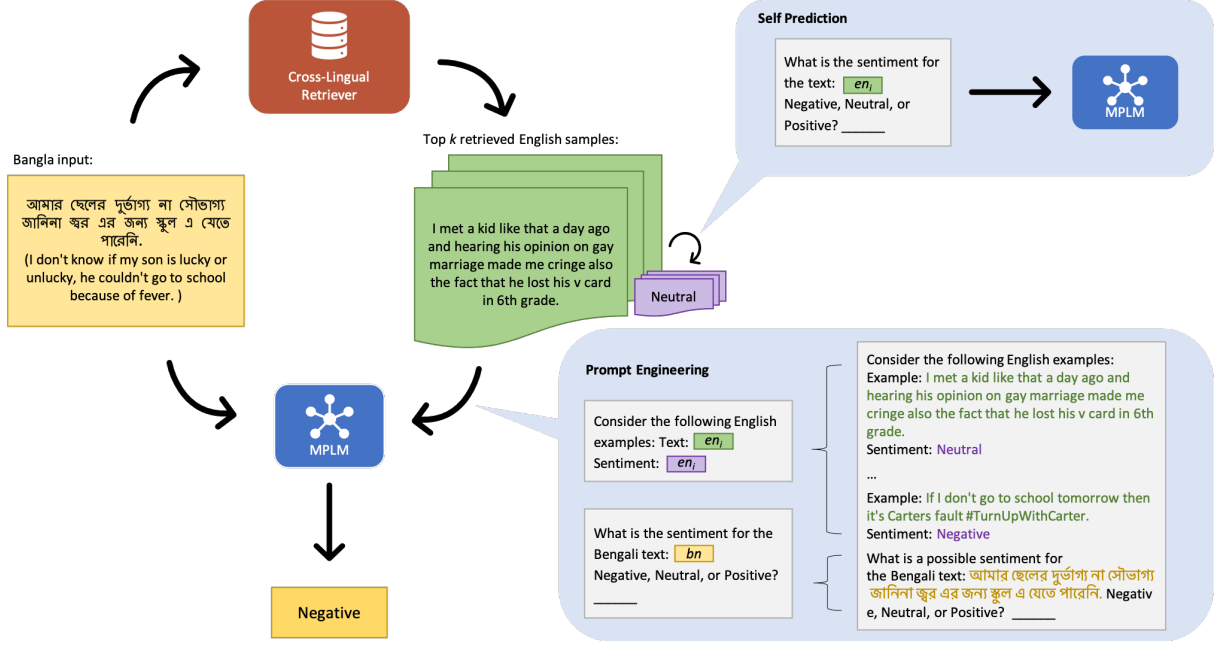 Self Prediction
What is the sentiment for
the text: en_i
Negative, Neutral, or
Positive? ______
MPLM
Cross-Lingual
Retriever
Top k retrieved English samples:
Bangla input:
আমার ছেলের দুর্ভাগ্য না সৌভাগ্য
জানিনা জ্বর এর জন্য স্কুল এ যেতে
পারেনি.
(I don't know if my son is lucky or
unlucky, he couldn't go to school
because of fever. )
I met a kid like that a day ago
and hearing his opinion on gay
marriage made me cringe also
the fact that he lost his v card
in 6th grade.
Neutral
MPLM
Negative
Prompt Engineering
Consider the following English
examples: Text: en_i
Sentiment: en_i
What is the sentiment for the
Bengali text: bn
Negative, Neutral, or Positive?
______
Consider the following English examples:
Example: I met a kid like that a day ago and
hearing his opinion on gay marriage made me
cringe also the fact that he lost his v card in 6th
grade.
Sentiment: Neutral
...
Example: If I don't go to school tomorrow then
it's Carters fault #TurnUpWithCarter.
Sentiment: Negative
What is a possible sentiment for
the Bengali text: আমার ছেলের দুর্ভাগ্য না সৌভাগ্য
জানিনা জ্বর এর জন্য স্কুল এ যেতে পারেনি. Negativ
e, Neutral, or Positive? ______